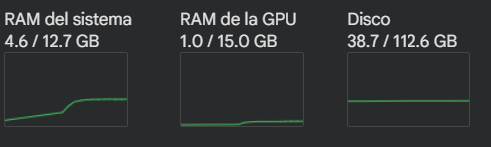 RAM del sistema
4.6 / 12.7 GB
RAM de la GPU
1.0 / 15.0 GB
Disco
38.7 / 112.6 GB